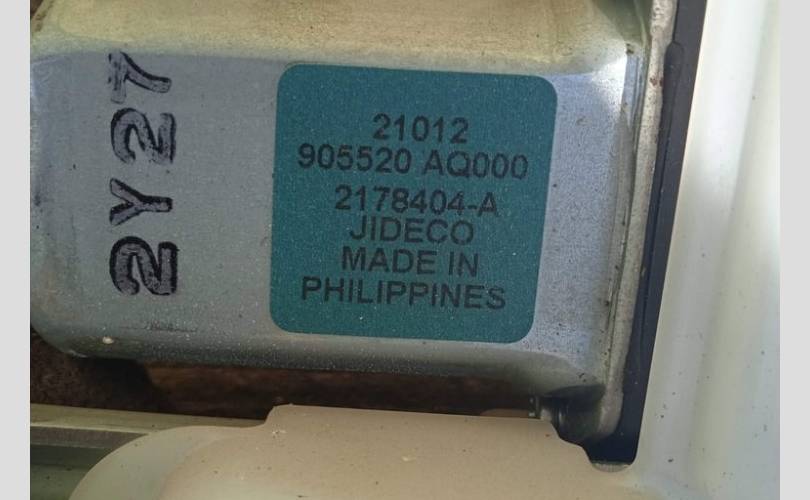 2Y27
21012
905520 AQ000
2178404-A
JIDECO
MADE IN
PHILIPPINES